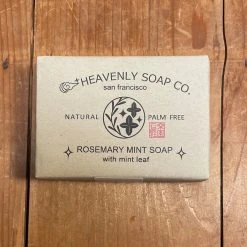 HEAVENLY SOAP CO.
san francisco
NATURAL PALM FREE
ROSEMARY MINT SOAP
with mint leaf